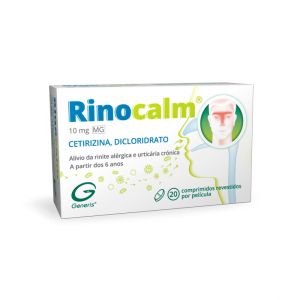 Rinocalm®
10 mg MG
CETIRIZINA, DICLORIDRATO
Alívio da rinite alérgica e urticária crónica
A partir dos 6 anos
Generis®
20 comprimidos revestidos
por película